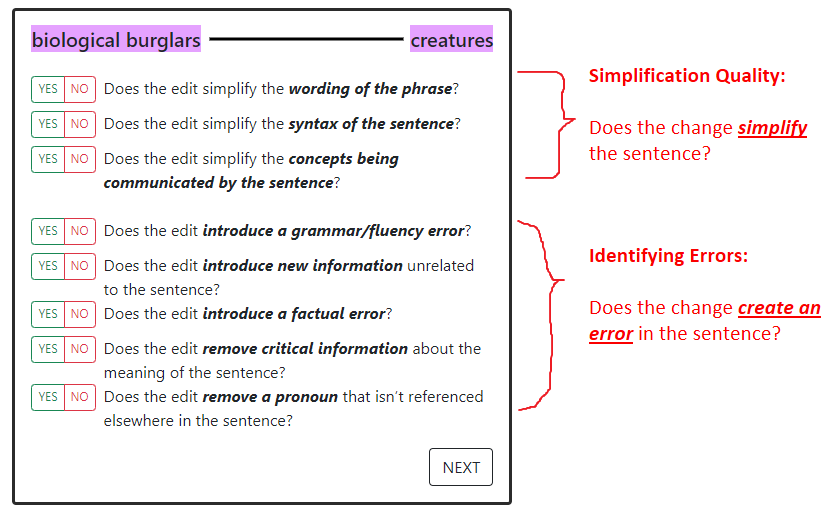 biological burglars creatures
YES NO Does the edit simplify the wording of the phrase?
YES NO Does the edit simplify the syntax of the sentence?
YES NO Does the edit simplify the concepts being
communicated by the sentence?
YES NO Does the edit introduce a grammar/fluency error?
YES NO Does the edit introduce new information unrelated
to the sentence?
YES NO Does the edit introduce a factual error?
YES NO Does the edit remove critical information about the
meaning of the sentence?
YES NO Does the edit remove a pronoun that isn't referenced
elsewhere in the sentence?
NEXT
Simplification Quality:
Does the change simplify
the sentence?
Identifying Errors:
Does the change create an
error in the sentence?